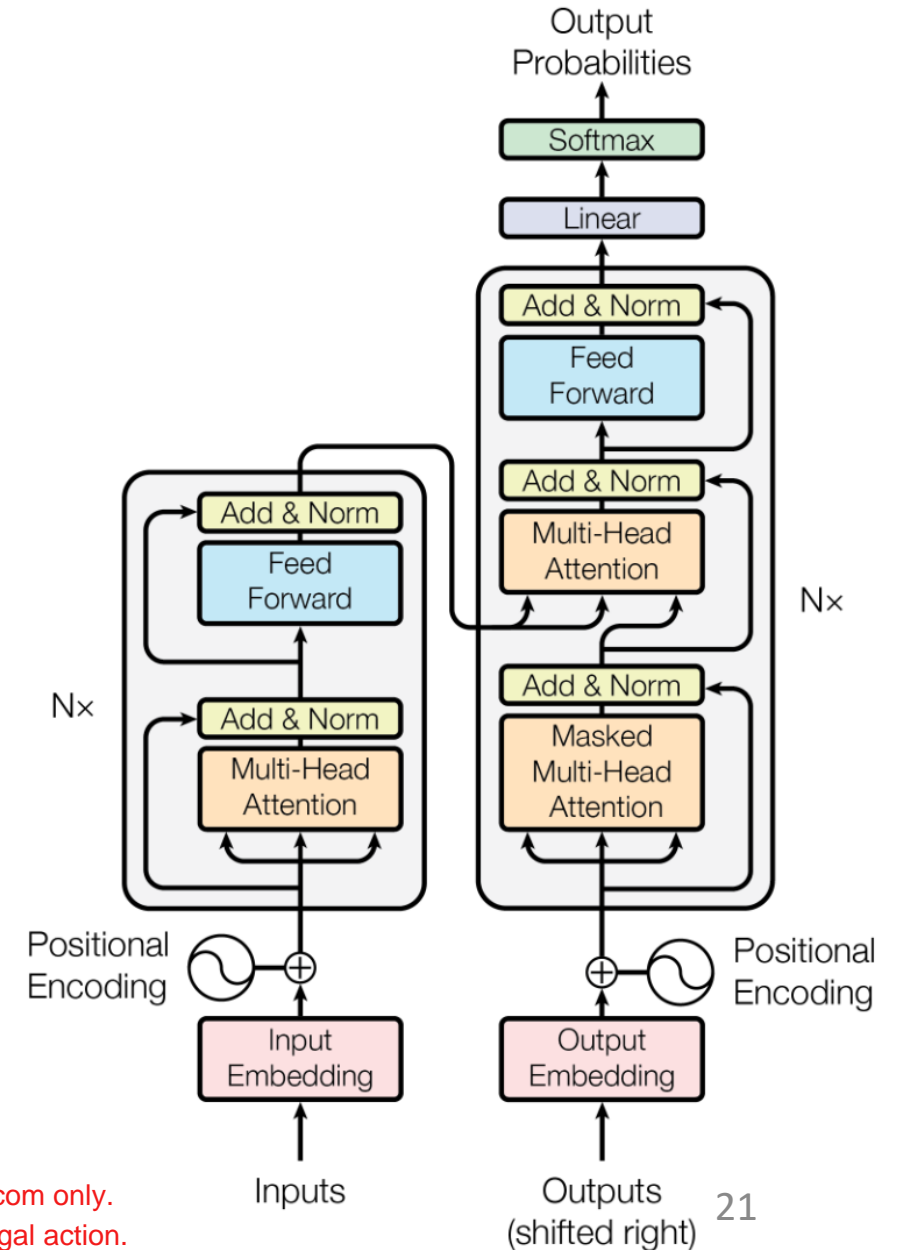 Output
Probabilities
Softmax
Linear
Add & Norm
Feed
Forward
Add & Norm
Multi-Head
Attention
N×
Add & Norm
Masked
Multi-Head
Attention
Add & Norm
Feed
Forward
N×
Add & Norm
Multi-Head
Attention
Positional
Encoding
Positional
Encoding
Input
Embedding
Output
Embedding
Inputs
Outputs
(shifted right)
21
com only.
gal action.